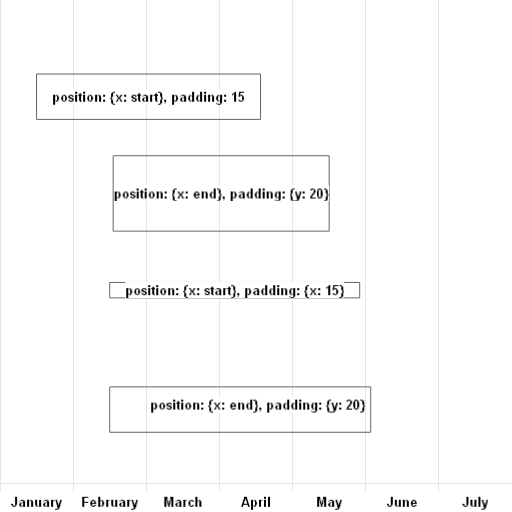 position: {x: start}, padding: 15
position: {x: end}, padding: {y: 20}
position: {x: start}, padding: {x: 15}
position: {x: end}, padding: {y: 20}
January February March April May June July